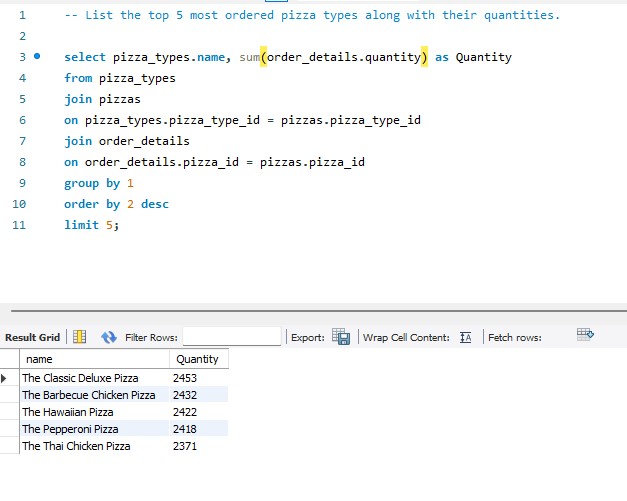 1 -- List the top 5 most ordered pizza types along with their quantities.
2
3 select pizza_types.name, sum(order_details.quantity) as Quantity
4 from pizza_types
5 join pizzas
6 on pizza_types.pizza_type_id = pizzas.pizza_type_id
7 join order_details
8 on order_details.pizza_id = pizzas.pizza_id
9 group by 1
10 order by 2 desc
11 limit 5;
Result Grid Filter Rows: Export: Wrap Cell Content: IA Fetch rows:
name Quantity
The Classic Deluxe Pizza 2453
The Barbecue Chicken Pizza 2432
The Hawaiian Pizza 2422
The Pepperoni Pizza 2418
The Thai Chicken Pizza 2371